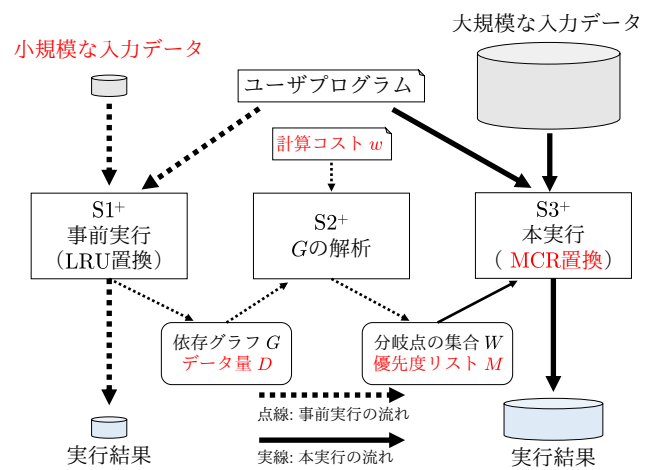 小規模な入力データ
大規模な入力データ
ユーザプログラム
計算コスト w
S1+
事前実行
（LRU置換）
S2+
Gの解析
S3+
本実行
（ MCR置換）
依存グラフ G
データ量 D
分岐点の集合 W
優先度リスト M
点線: 事前実行の流れ
実線: 本実行の流れ
実行結果
実行結果